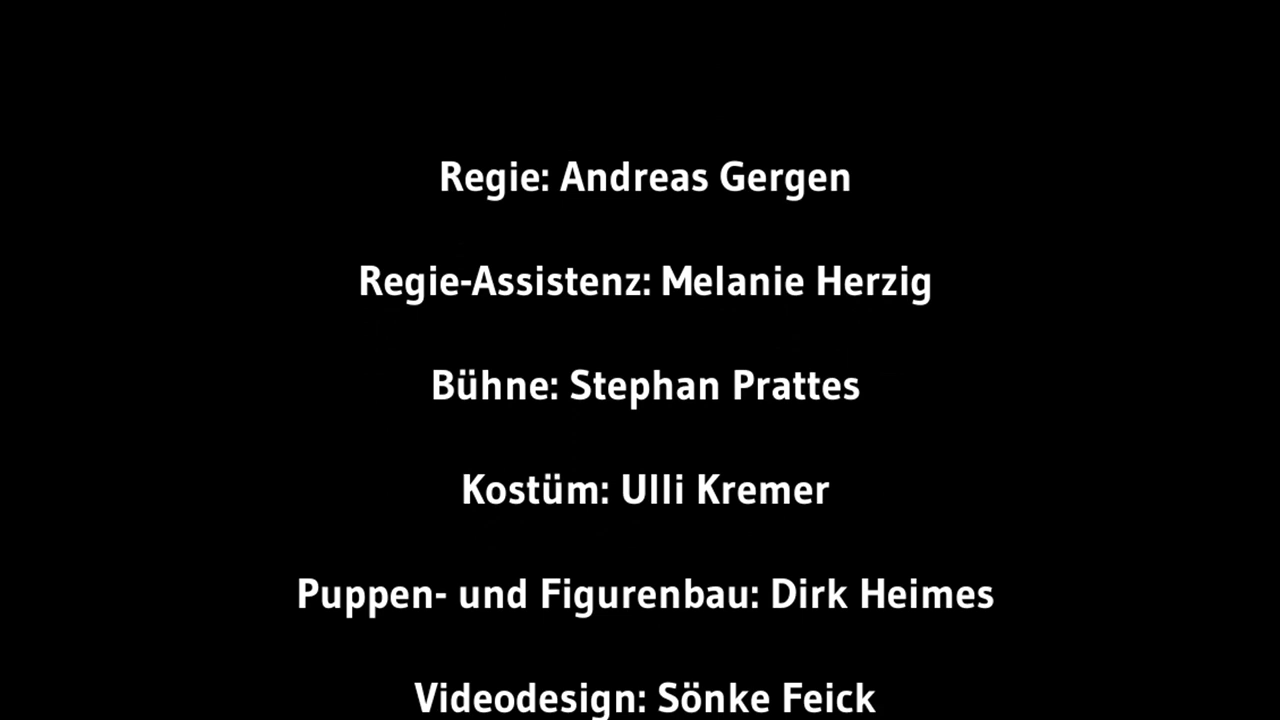 Regie: Andreas Gergen
Regie-Assistenz: Melanie Herzig
Bühne: Stephan Prattes
Kostüm: Ulli Kremer
Puppen- und Figurenbau: Dirk Heimes
Videodesign: Sönke Feick